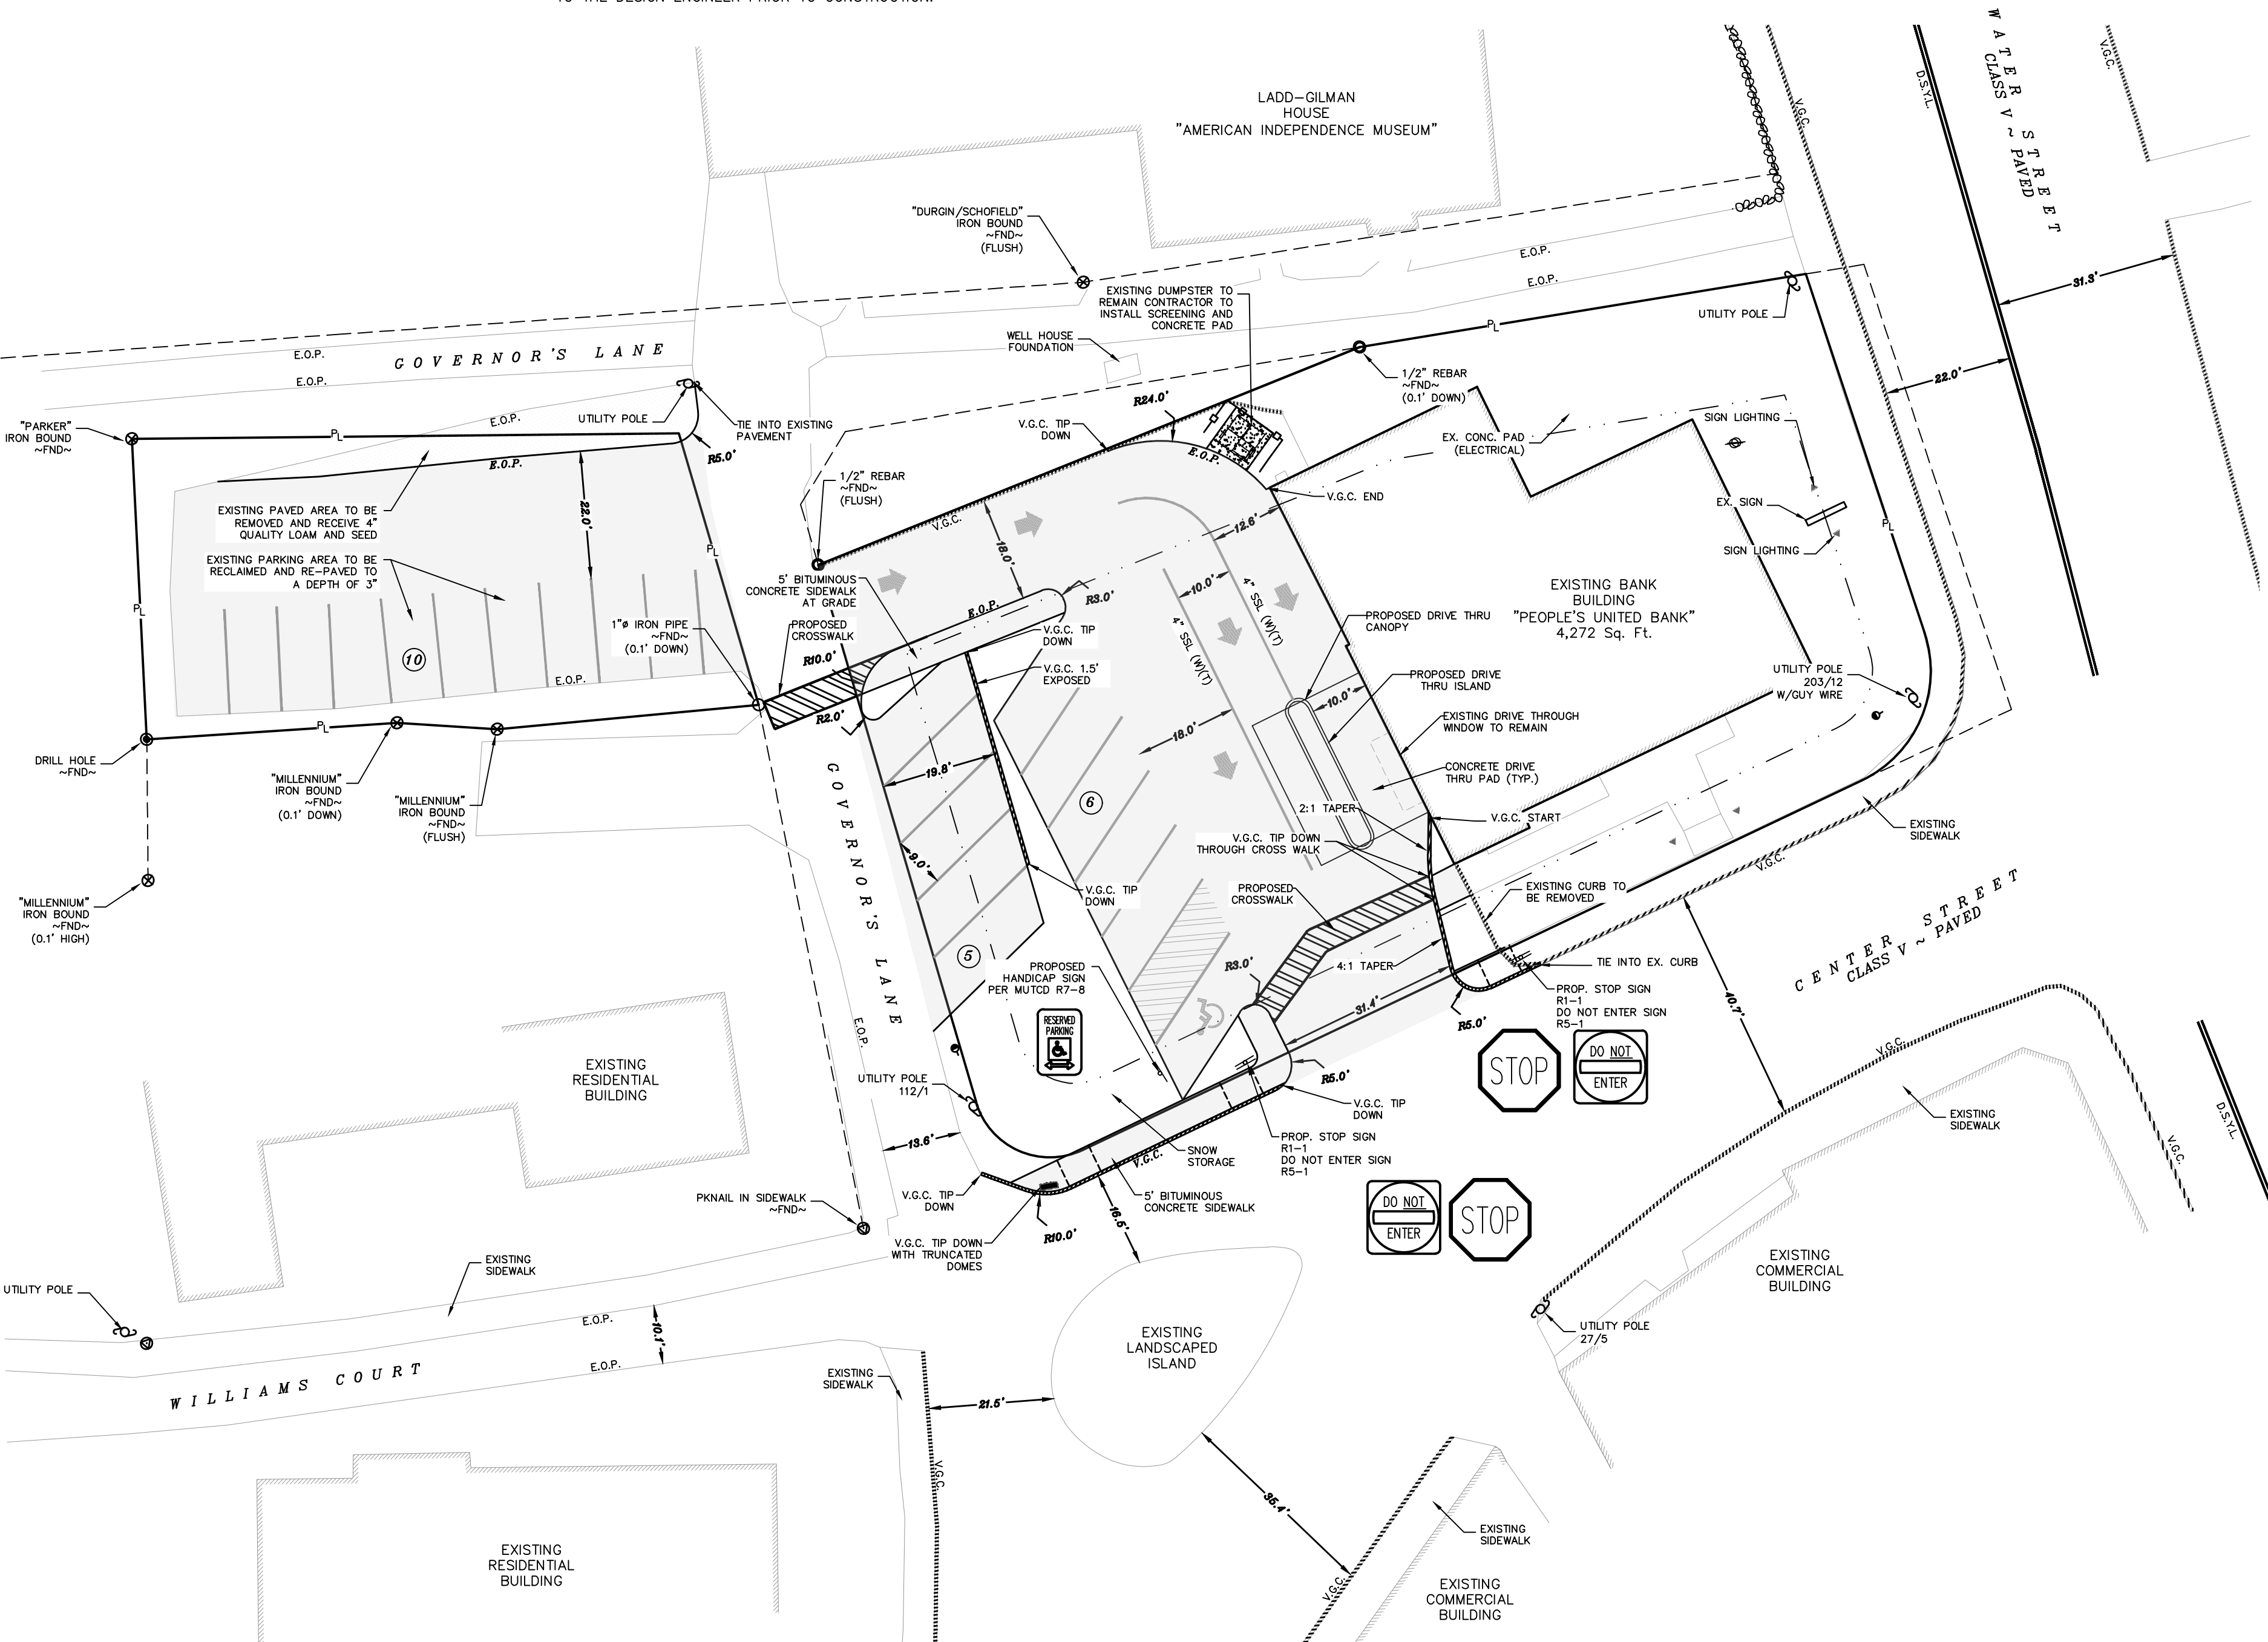 LADD-GILMAN
HOUSE
"AMERICAN INDEPENDENCE MUSEUM"
W A T E R   S T R E E T
CLASS V ~ PAVED
D.S.Y.L.
V.G.C.
V.G.C.
"DURGIN/SCHOFIELD"
IRON BOUND
~FND~
(FLUSH)
E.O.P.
E.O.P.
31.3'
EXISTING DUMPSTER TO
REMAIN CONTRACTOR TO
INSTALL SCREENING AND
CONCRETE PAD
UTILITY POLE
PL
WELL HOUSE
FOUNDATION
E.O.P.
G O V E R N O R ' S   L A N E
E.O.P.
1/2" REBAR
~FND~
(0.1' DOWN)
22.0'
R24.0'
"PARKER"
IRON BOUND
~FND~
PL
E.O.P.
UTILITY POLE
TIE INTO EXISTING
PAVEMENT
V.G.C. TIP
DOWN
SIGN LIGHTING
EX. CONC. PAD
(ELECTRICAL)
R5.0'
E.O.P.
E.O.P.
1/2" REBAR
~FND~
(FLUSH)
V.G.C. END
EX. SIGN
PL
EXISTING PAVED AREA TO BE
REMOVED AND RECEIVE 4"
QUALITY LOAM AND SEED
22.0'
V.G.C.
12.6'
SIGN LIGHTING
EXISTING PARKING AREA TO BE
RECLAIMED AND RE-PAVED TO
A DEPTH OF 3"
PL
18.0'
5' BITUMINOUS
CONCRETE SIDEWALK
AT GRADE
10.0'
4" SSL (W)(T)
4" SSL (W)(T)
EXISTING BANK
BUILDING
"PEOPLE'S UNITED BANK"
4,272 Sq. Ft.
PL
E.O.P.
R3.0'
PROPOSED DRIVE THRU
CANOPY
1"ø IRON PIPE
~FND~
(0.1' DOWN)
PROPOSED
CROSSWALK
V.G.C. TIP
DOWN
10
R10.0'
V.G.C. 1.5'
EXPOSED
PROPOSED DRIVE
THRU ISLAND
UTILITY POLE
203/12
W/GUY WIRE
E.O.P.
10.0'
R2.0'
18.0'
EXISTING DRIVE THROUGH
WINDOW TO REMAIN
PL
DRILL HOLE
~FND~
"MILLENNIUM"
IRON BOUND
~FND~
(0.1' DOWN)
"MILLENNIUM"
IRON BOUND
~FND~
(FLUSH)
19.8'
CONCRETE DRIVE
THRU PAD (TYP.)
6
2:1 TAPER
V.G.C. START
EXISTING
SIDEWALK
V.G.C. TIP DOWN
THROUGH CROSS WALK
G O V E R N O R ' S   L A N E
9.0'
V.G.C.
"MILLENNIUM"
IRON BOUND
~FND~
(0.1' HIGH)
V.G.C. TIP
DOWN
PROPOSED
CROSSWALK
EXISTING CURB TO
BE REMOVED
C E N T E R   S T R E E T
CLASS V ~ PAVED
5
PROPOSED
HANDICAP SIGN
PER MUTCD R7-8
R3.0'
4:1 TAPER
TIE INTO EX. CURB
31.4'
PROP. STOP SIGN
R1-1
DO NOT ENTER SIGN
R5-1
40.7'
E.O.P.
RESERVED
PARKING
R5.0'
STOP
DO NOT
ENTER
V.G.C.
EXISTING
RESIDENTIAL
BUILDING
UTILITY POLE
112/1
R5.0'
V.G.C. TIP
DOWN
EXISTING
SIDEWALK
D.S.Y.L.
V.G.C.
13.6'
SNOW
STORAGE
PROP. STOP SIGN
R1-1
DO NOT ENTER SIGN
R5-1
V.G.C.
PKNAIL IN SIDEWALK
~FND~
V.G.C. TIP
DOWN
5' BITUMINOUS
CONCRETE SIDEWALK
16.5'
DO NOT
ENTER
STOP
R10.0'
V.G.C. TIP DOWN
WITH TRUNCATED
DOMES
EXISTING
SIDEWALK
EXISTING
COMMERCIAL
BUILDING
UTILITY POLE
E.O.P.
10.1'
EXISTING
LANDSCAPED
ISLAND
UTILITY POLE
27/5
W I L L I A M S   C O U R T
E.O.P.
EXISTING
SIDEWALK
21.5'
V.G.C.
35.4'
EXISTING
SIDEWALK
EXISTING
RESIDENTIAL
BUILDING
V.G.C.
EXISTING
COMMERCIAL
BUILDING